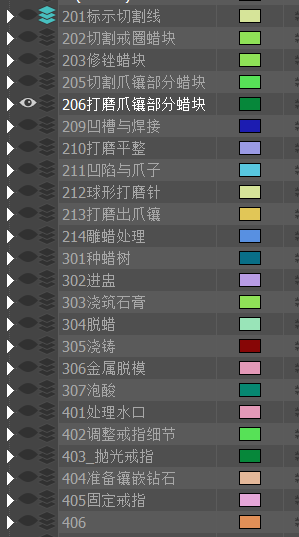 201标示切割线
202切割戒圈蜡块
203修锉蜡块
205切割爪镶部分蜡块
206打磨爪镶部分蜡块
209凹槽与焊接
210打磨平整
211凹陷与爪子
212球形打磨针
213打磨出爪镶
214雕蜡处理
301种蜡树
302进盅
303浇筑石膏
304脱蜡
305浇铸
306金属脱模
307泡酸
401处理水口
402调整戒指细节
403_抛光戒指
404准备镶嵌钻石
405固定戒指
406